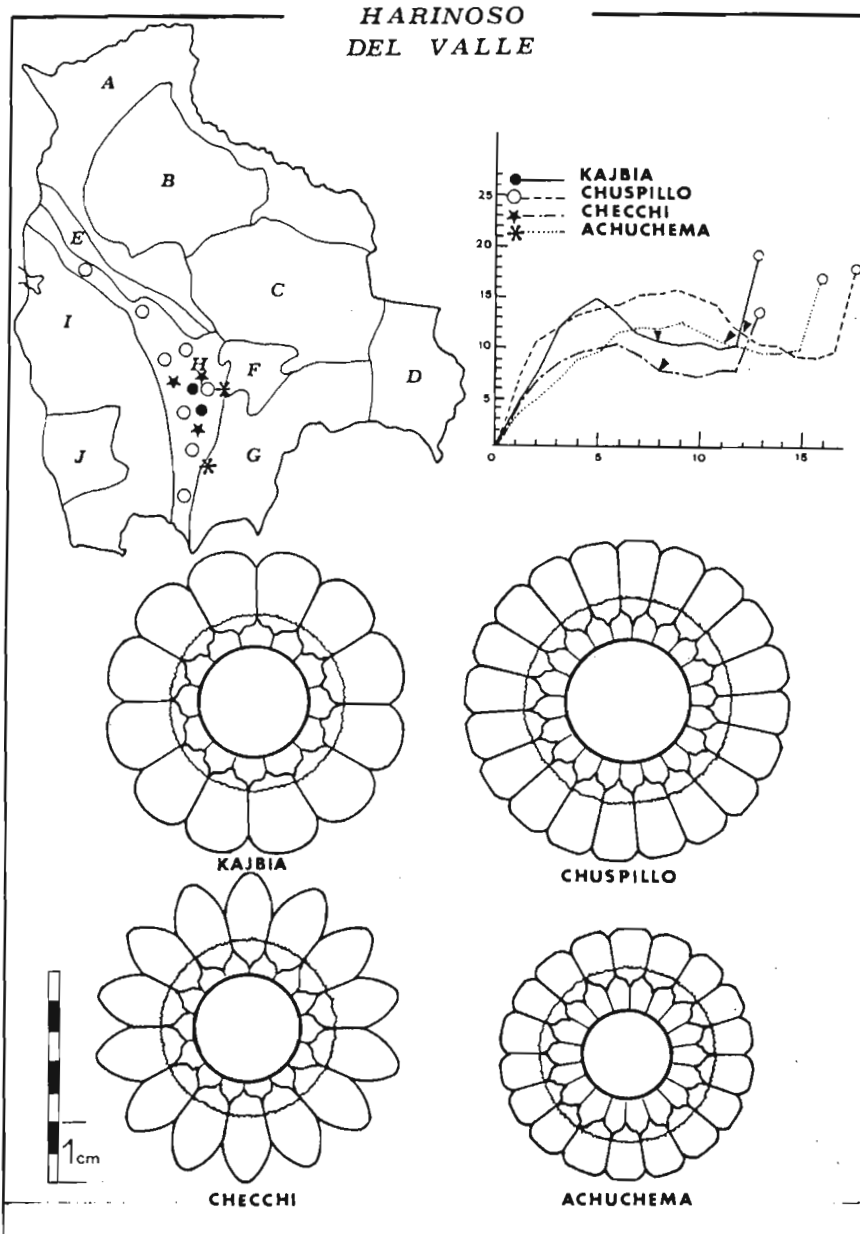 HARINOSO
DEL VALLE
A
B
E
C
I
H
F
D
J
G
KAJBIA
CHUSPILLO
CHECCHI
ACHUCHEMA
25
20
15
10
5
0 5 10 15
KAJBIA
CHUSPILLO
1cm
CHECCHI
ACHUCHEMA